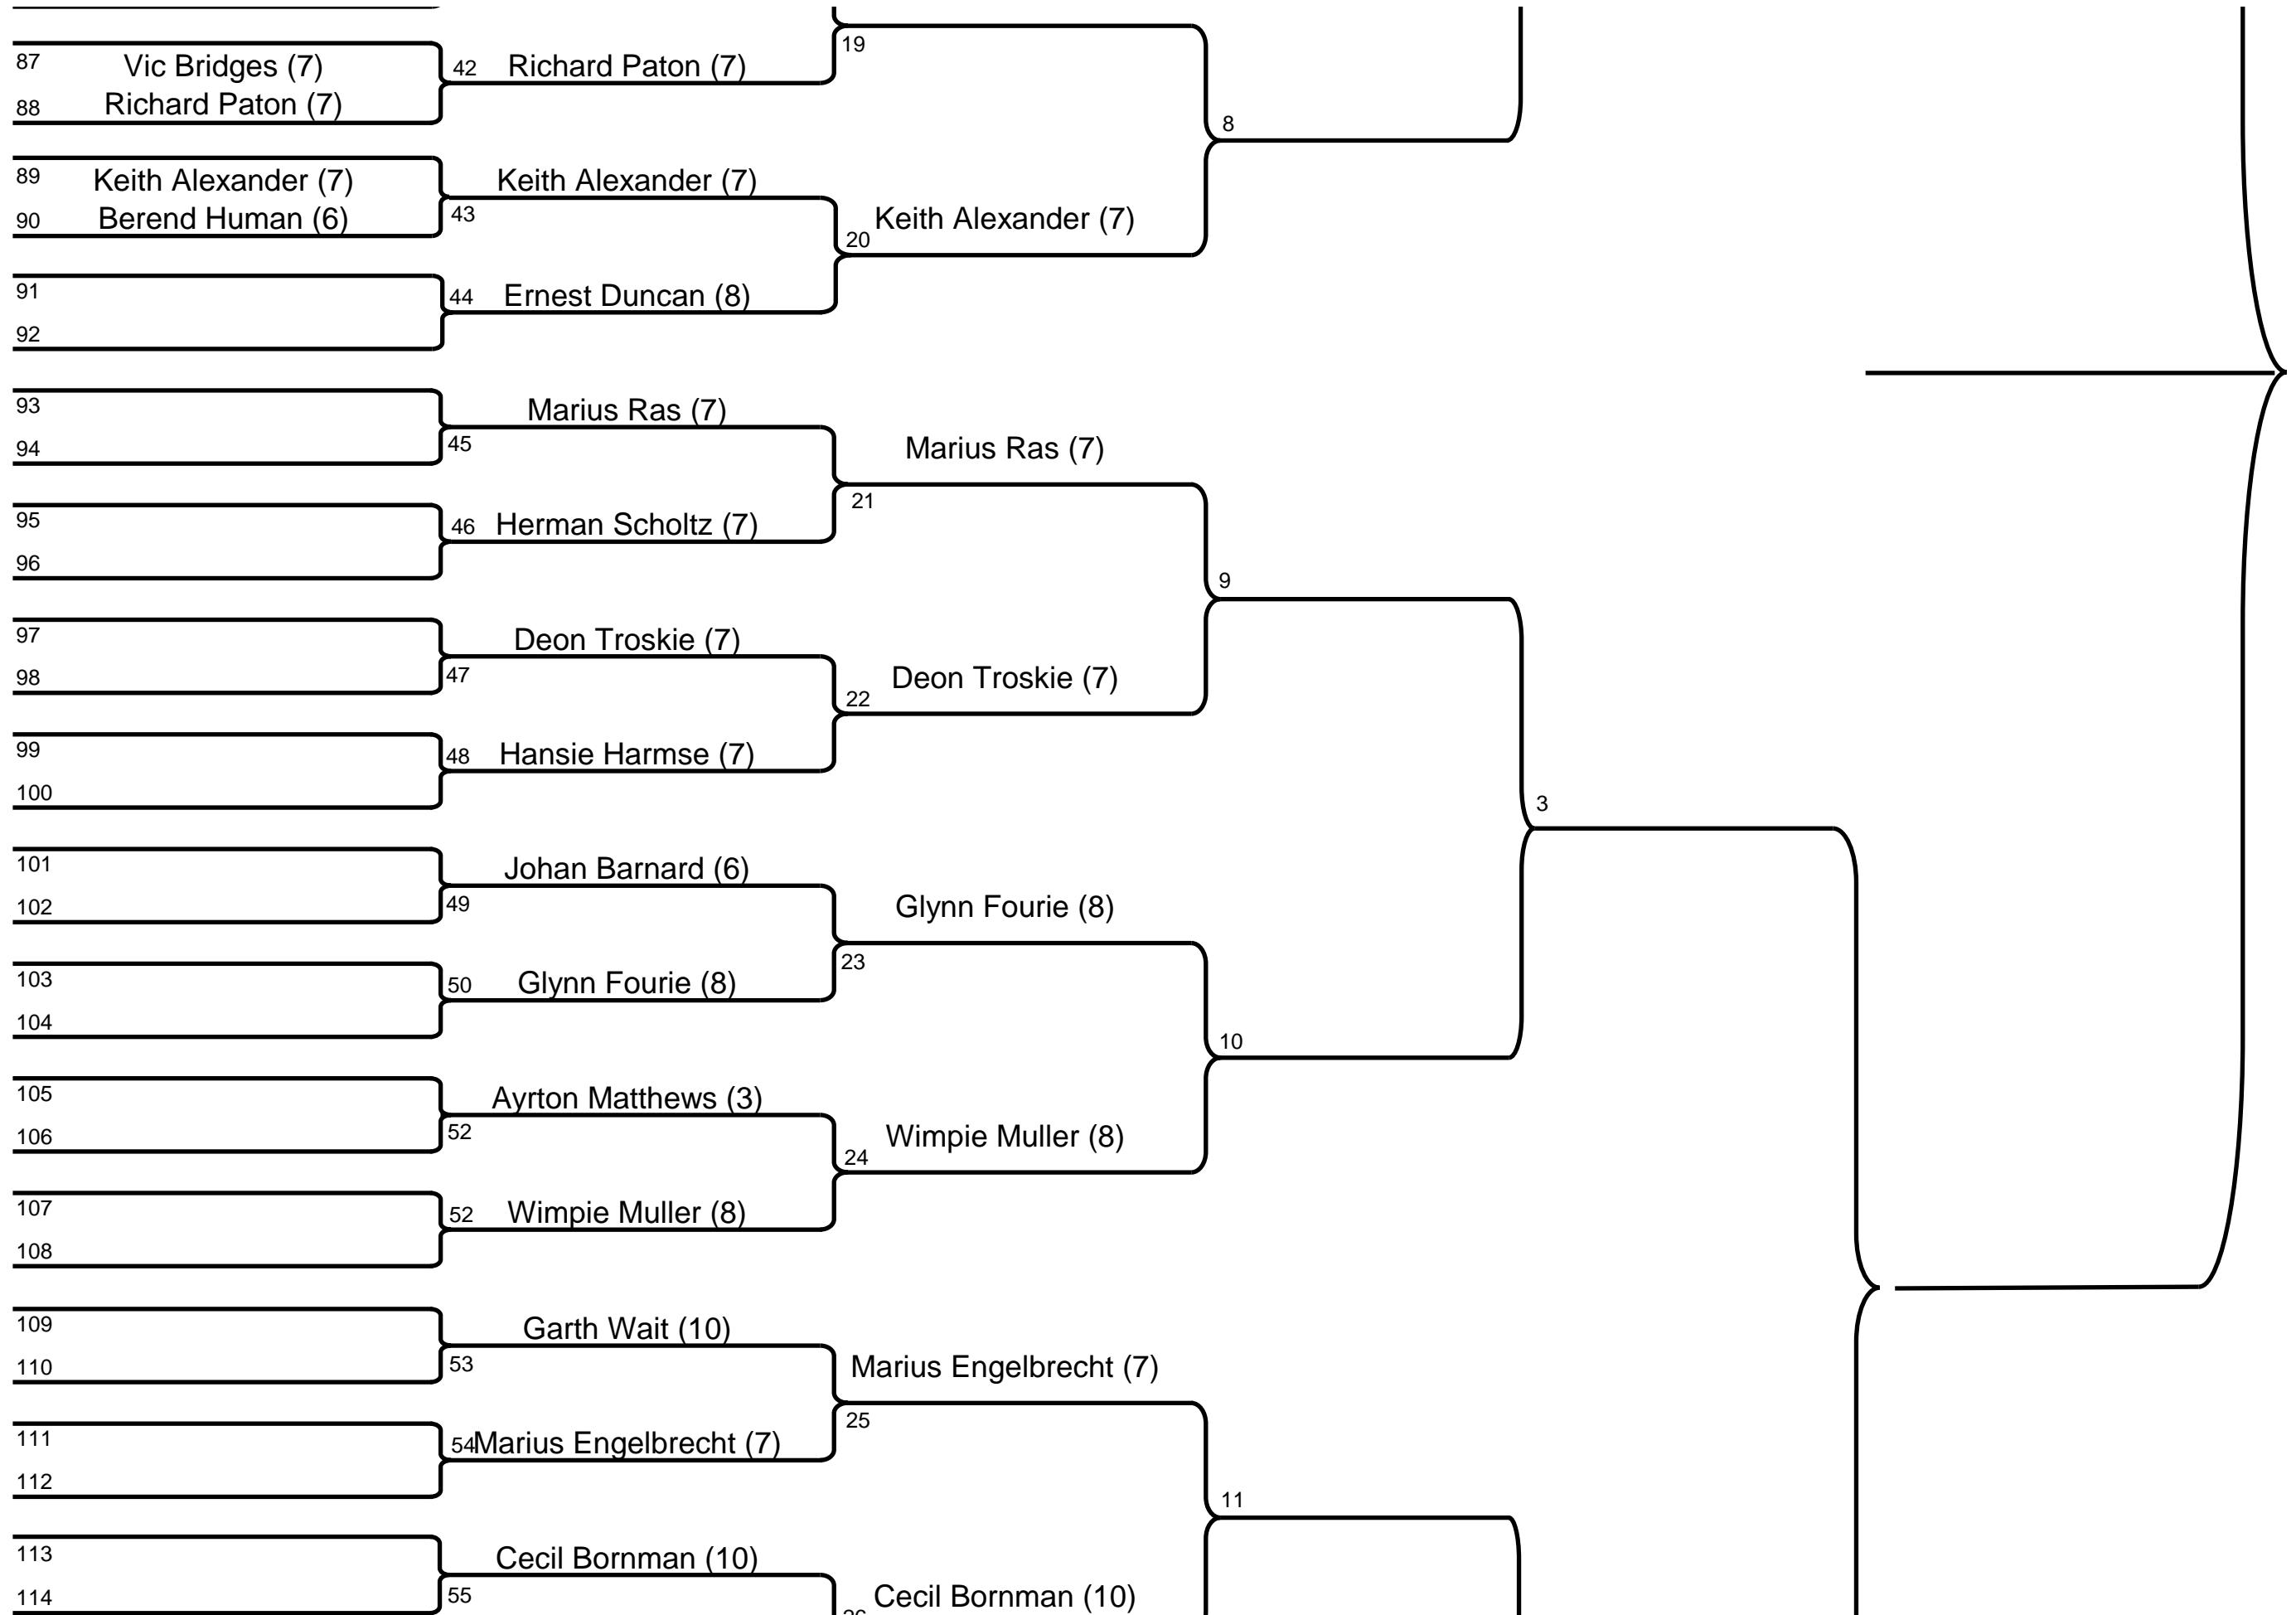 19
87 Vic Bridges (7) 42 Richard Paton (7)
88 Richard Paton (7)
8
89 Keith Alexander (7) Keith Alexander (7)
90 Berend Human (6) 43 Keith Alexander (7)
20
91 44 Ernest Duncan (8)
92
93 Marius Ras (7)
94 45 Marius Ras (7)
21
95 46 Herman Scholtz (7)
96
9
97 Deon Troskie (7)
98 47 Deon Troskie (7)
22
99 48 Hansie Harmse (7)
100
3
101 Johan Barnard (6)
102 49 Glynn Fourie (8)
23
103 50 Glynn Fourie (8)
104
10
105 Ayrton Matthews (3)
106 52 Wimpie Muller (8)
24
107 52 Wimpie Muller (8)
108
109 Garth Wait (10)
110 53 Marius Engelbrecht (7)
25
111 54 Marius Engelbrecht (7)
112
11
113 Cecil Bornman (10)
114 55 Cecil Bornman (10)